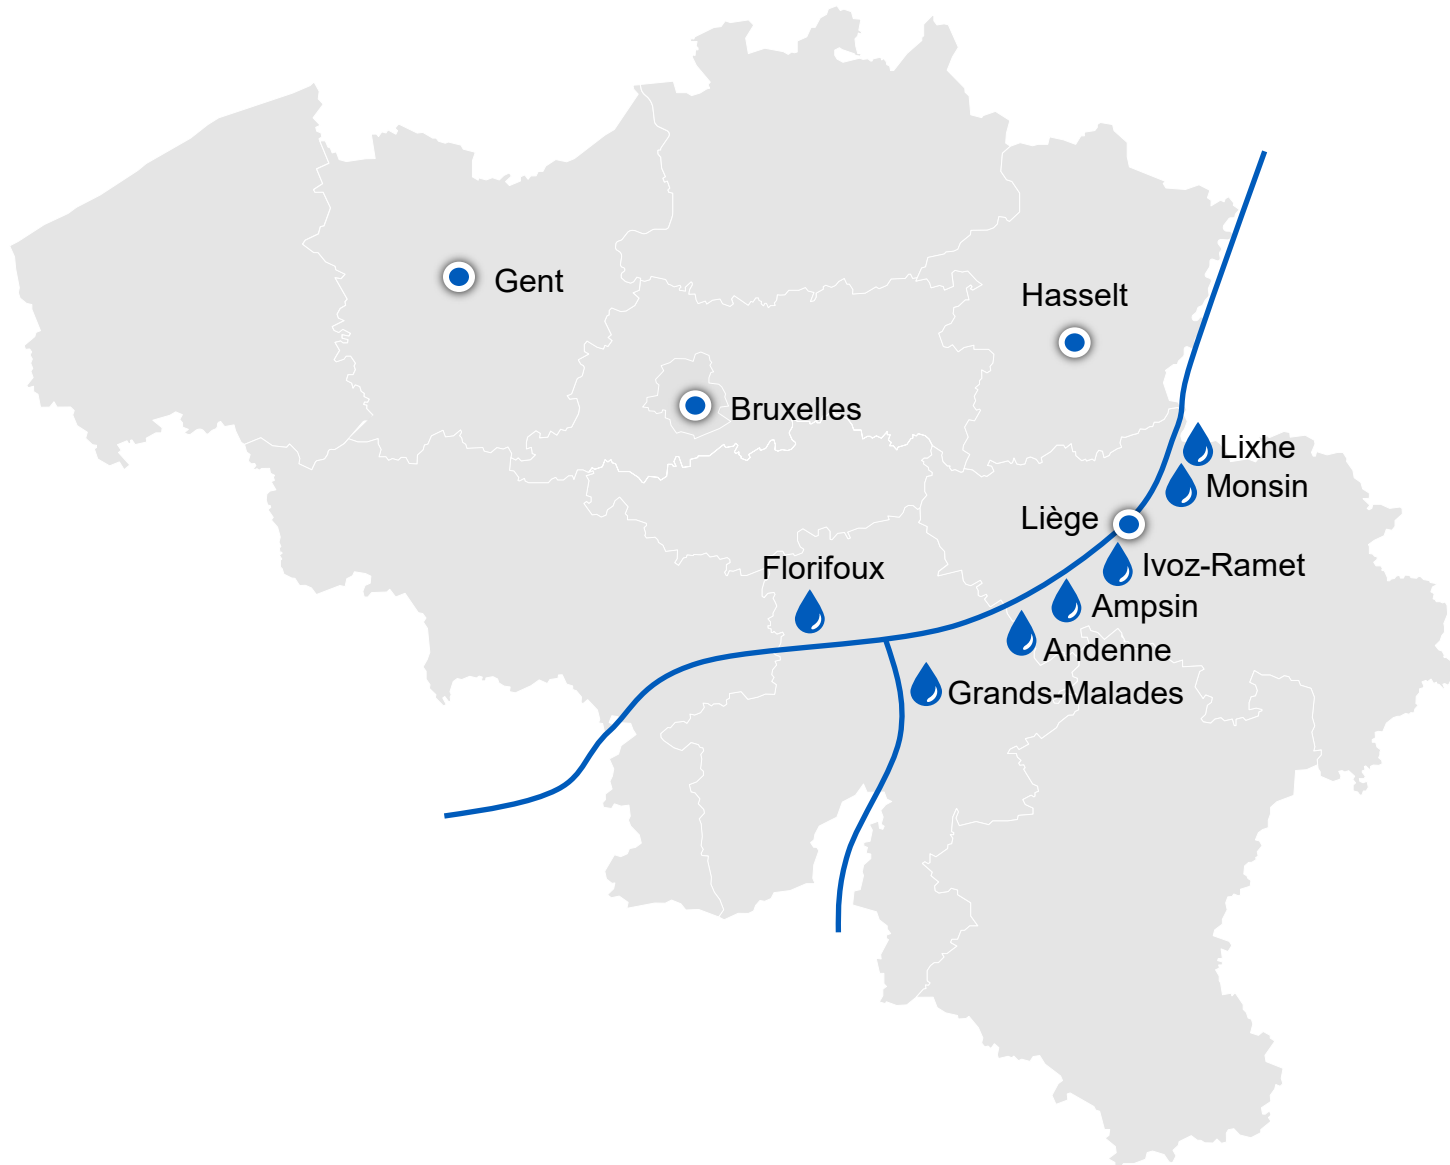 Gent
Hasselt
Bruxelles
Lixhe
Monsin
Liège
Ivoz-Ramet
Florifoux
Ampsin
Andenne
Grands-Malades